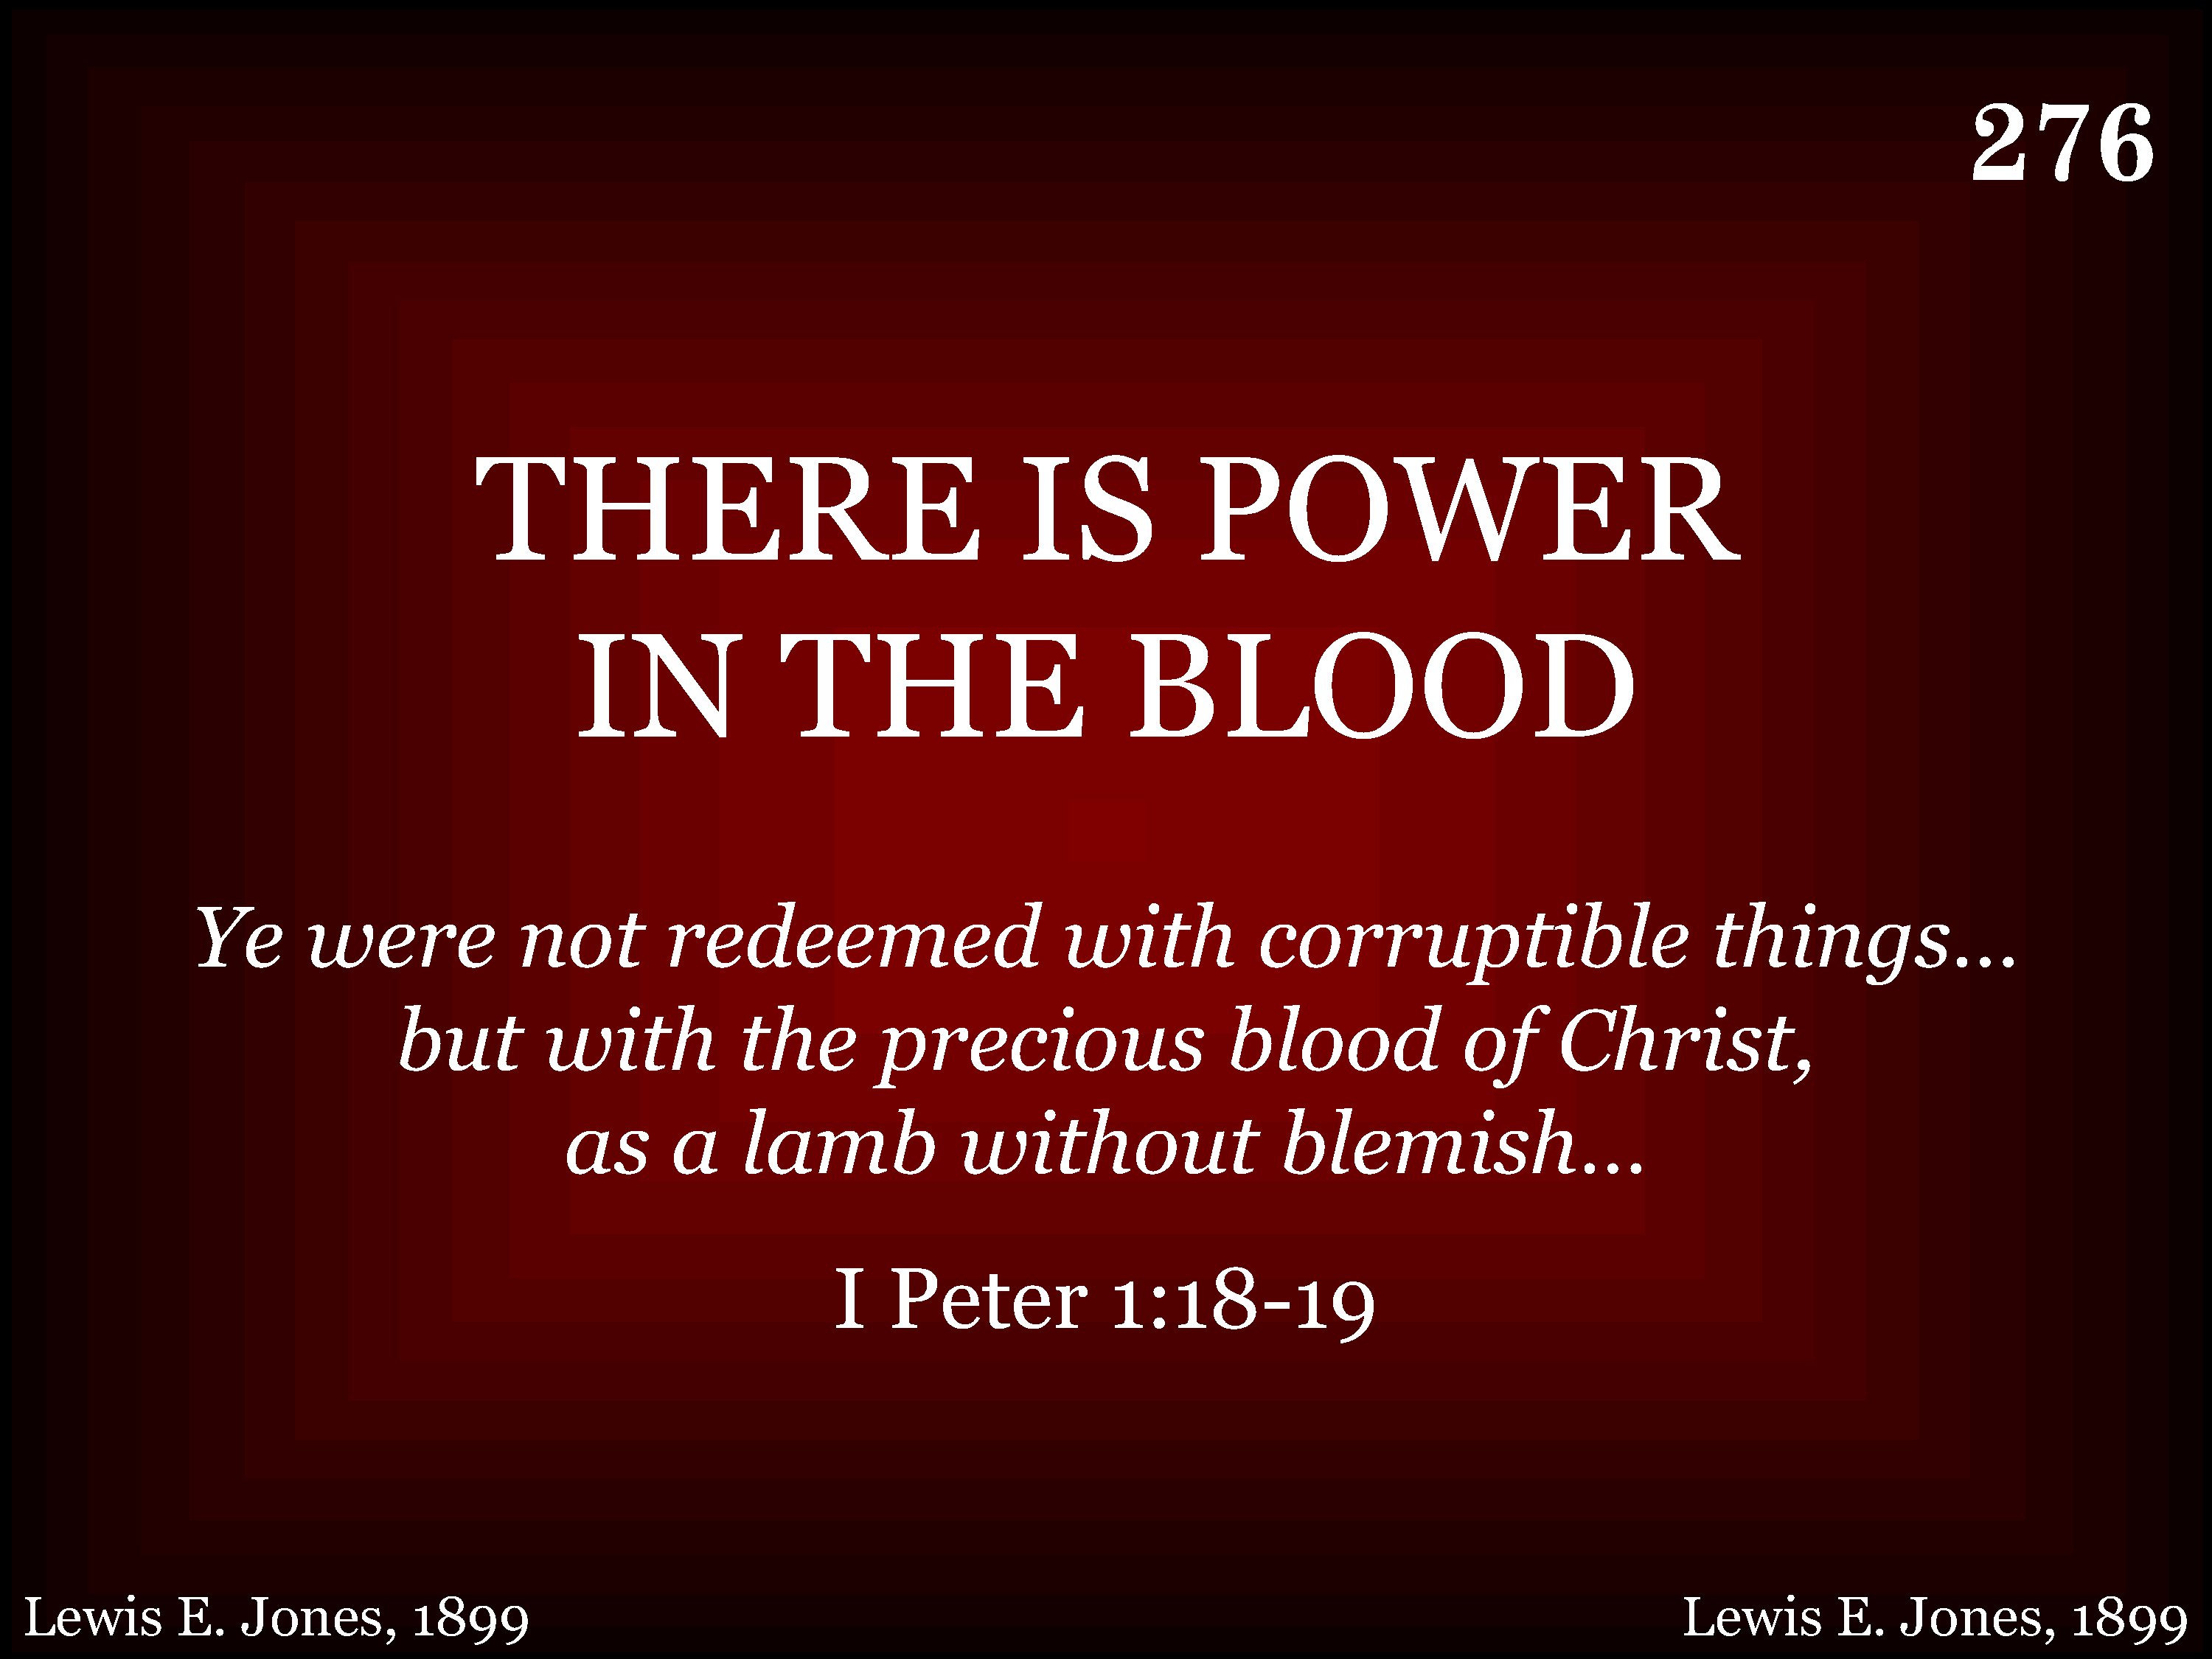 276
THERE IS POWER
IN THE BLOOD
Ye were not redeemed with corruptible things...
but with the precious blood of Christ,
as a lamb without blemish...
I Peter 1:18-19
Lewis E. Jones, 1899
Lewis E. Jones, 1899